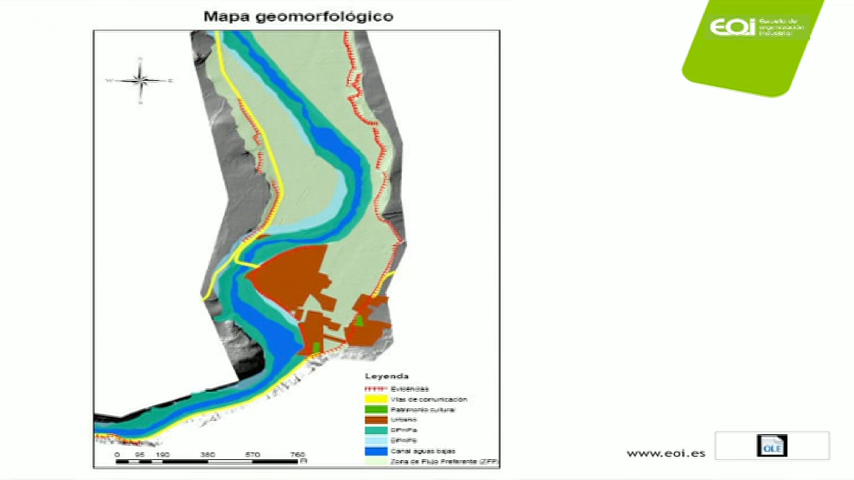 Mapa geomorfológico
EOI
Escuela de
organización
industrial
Leyenda
Evidencias
Vías de comunicación
Patrimonio cultural
Urbano
Canal aguas bajas
Zona de Flujo Preferente (ZFP)
0 95 190 380 570 760
www.eoi.es
OLE